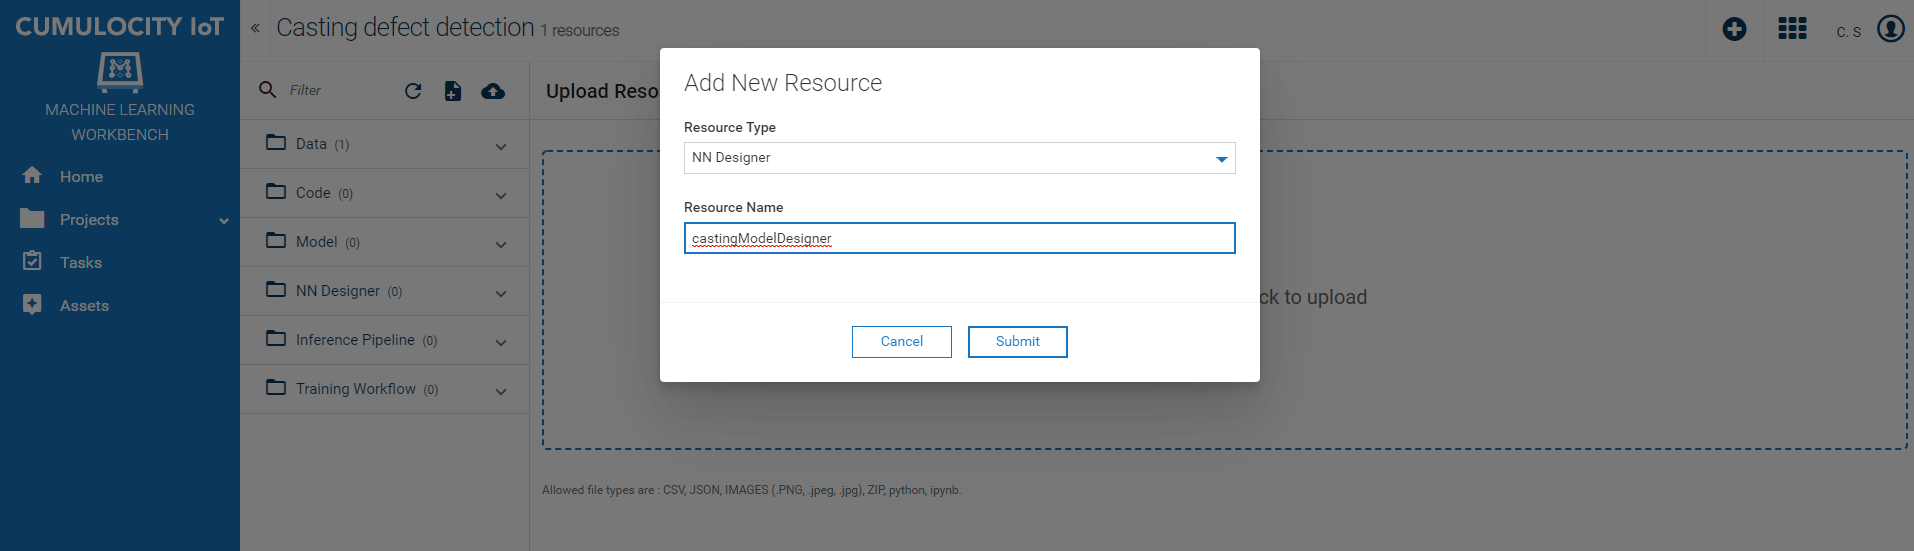 CUMULOCITY IoT
MACHINE LEARNING
WORKBENCH
Home
Projects
Tasks
Assets
«
Casting defect detection 1 resources
C. S
Filter
Data (1)
Code (0)
Model (0)
NN Designer (0)
Inference Pipeline (0)
Training Workflow (0)
Upload Reso
ck to upload
Allowed file types are : CSV, JSON, IMAGES (.PNG, .jpeg, .jpg), ZIP, python, ipynb.
Add New Resource
Resource Type
NN Designer
Resource Name
castingModelDesigner
Cancel
Submit